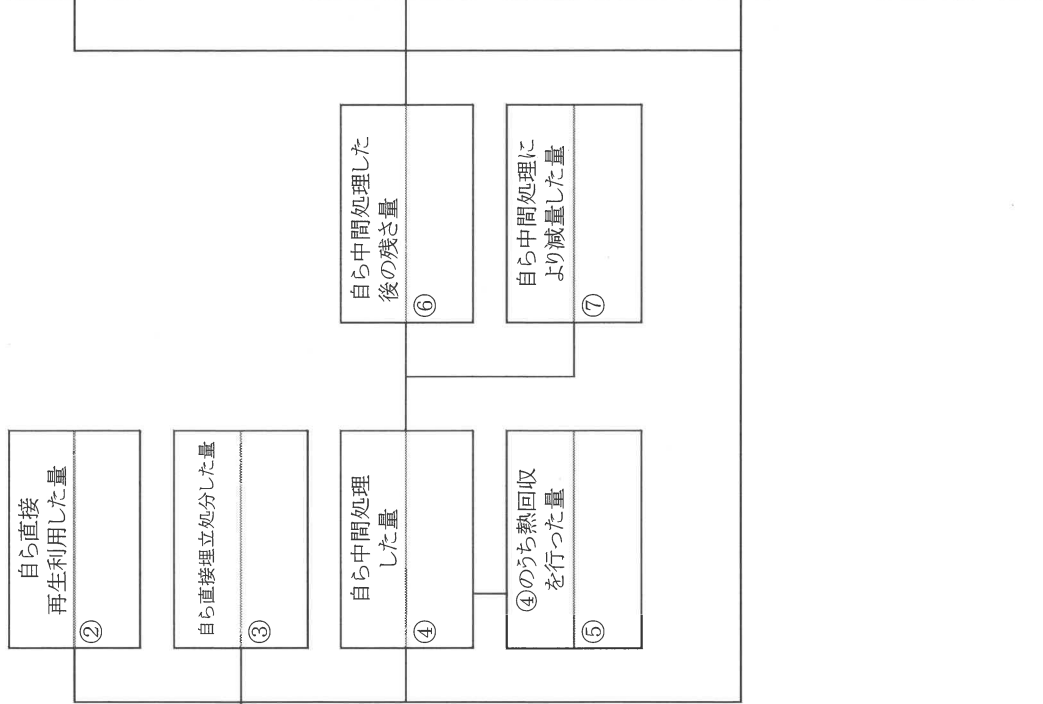 自ら直接
再生利用した量
②
自ら直接埋立処分した量
③
自ら中間処理
した量
④
④のうち熱回収
を行った量
⑤
自ら中間処理した
後の残さ量
⑥
自ら中間処理に
より減量した量
⑦